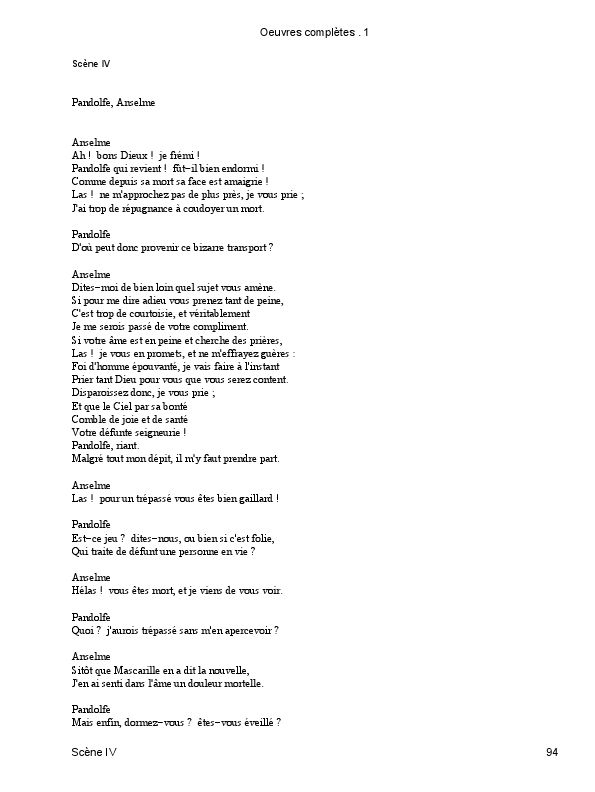 Oeuvres complètes . 1
Scène IV
Pandolfe, Anselme
Anselme
Ah ! bons Dieux ! je frémi !
Pandolfe qui revient ! fût-il bien endormi !
Comme depuis sa mort sa face est amaigrie !
Las ! ne m'approchez pas de plus près, je vous prie ;
J'ai trop de répugnance à coudoyer un mort.
Pandolfe
D'où peut donc provenir ce bizarre transport ?
Anselme
Dites-moi de bien loin quel sujet vous amène.
Si pour me dire adieu vous prenez tant de peine,
C'est trop de courtoisie, et véritablement
Je me serois passé de votre compliment.
Si votre âme est en peine et cherche des prières,
Las ! je vous en promets, et ne m'effrayez guères :
Foi d'homme épouvanté, je vais faire à l'instant
Prier tant Dieu pour vous que vous serez content.
Disparoissez donc, je vous prie ;
Et que le Ciel par sa bonté
Comble de joie et de santé
Votre défunte seigneurie !
Pandolfe, riant.
Malgré tout mon dépit, il m'y faut prendre part.
Anselme
Las ! pour un trépassé vous êtes bien gaillard !
Pandolfe
Est-ce jeu ? dites-nous, ou bien si c'est folie,
Qui traite de défunt une personne en vie ?
Anselme
Hélas ! vous êtes mort, et je viens de vous voir.
Pandolfe
Quoi ? j'aurois trépassé sans m'en apercevoir ?
Anselme
Sitôt que Mascarille en a dit la nouvelle,
J'en ai senti dans l'âme un douleur mortelle.
Pandolfe
Mais enfin, dormez-vous ? êtes-vous éveillé ?
Scène IV
94